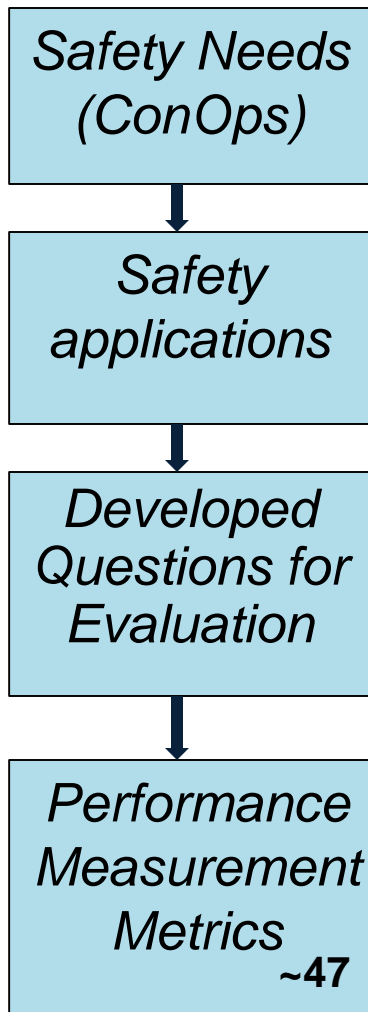 Safety Needs
(ConOps)
Safety
applications
Developed
Questions for
Evaluation
Performance
Measurement
Metrics
~47